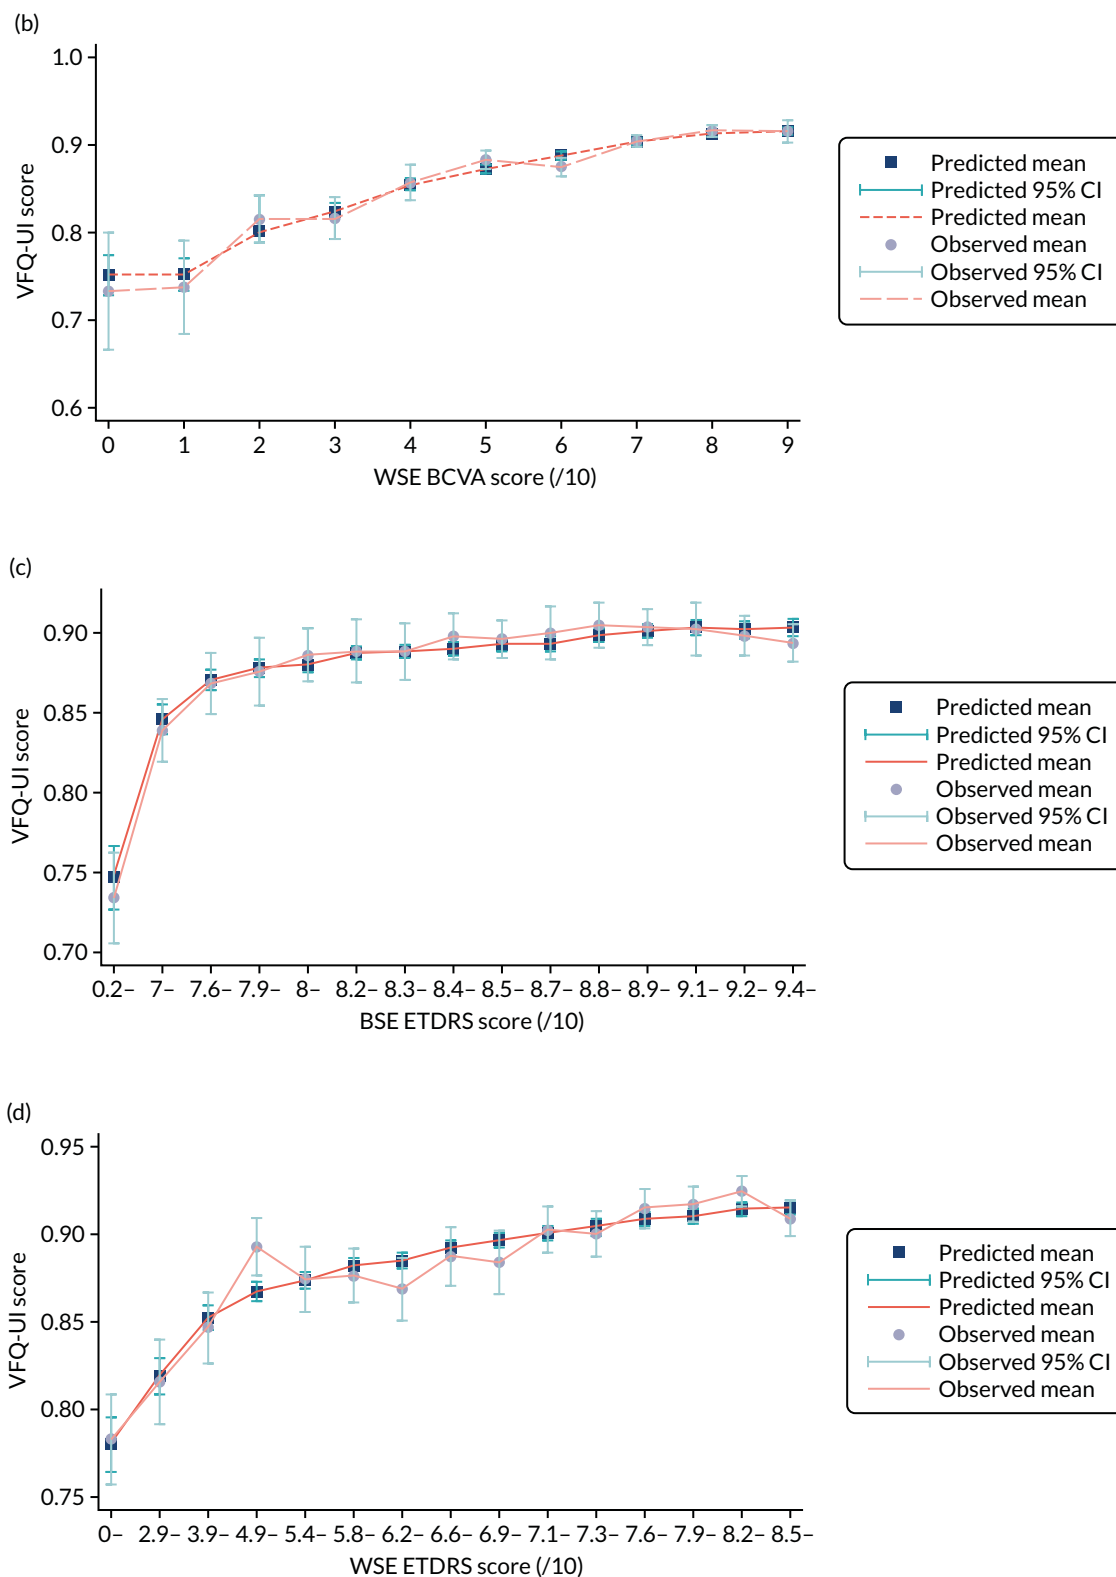 (b)
1.0
0.9
0.8
0.7
0.6
VFQ-UI score
0 1 2 3 4 5 6 7 8 9
WSE BCVA score (/10)
Predicted mean
Predicted 95% CI
Predicted mean
Observed mean
Observed 95% CI
Observed mean
(c)
0.90
0.85
0.80
0.75
0.70
VFQ-UI score
0.2– 7– 7.6– 7.9– 8– 8.2– 8.3– 8.4– 8.5– 8.7– 8.8– 8.9– 9.1– 9.2– 9.4–
BSE ETDRS score (/10)
Predicted mean
Predicted 95% CI
Predicted mean
Observed mean
Observed 95% CI
Observed mean
(d)
0.95
0.90
0.85
0.80
0.75
VFQ-UI score
0– 2.9– 3.9– 4.9– 5.4– 5.8– 6.2– 6.6– 6.9– 7.1– 7.3– 7.6– 7.9– 8.2– 8.5–
WSE ETDRS score (/10)
Predicted mean
Predicted 95% CI
Predicted mean
Observed mean
Observed 95% CI
Observed mean